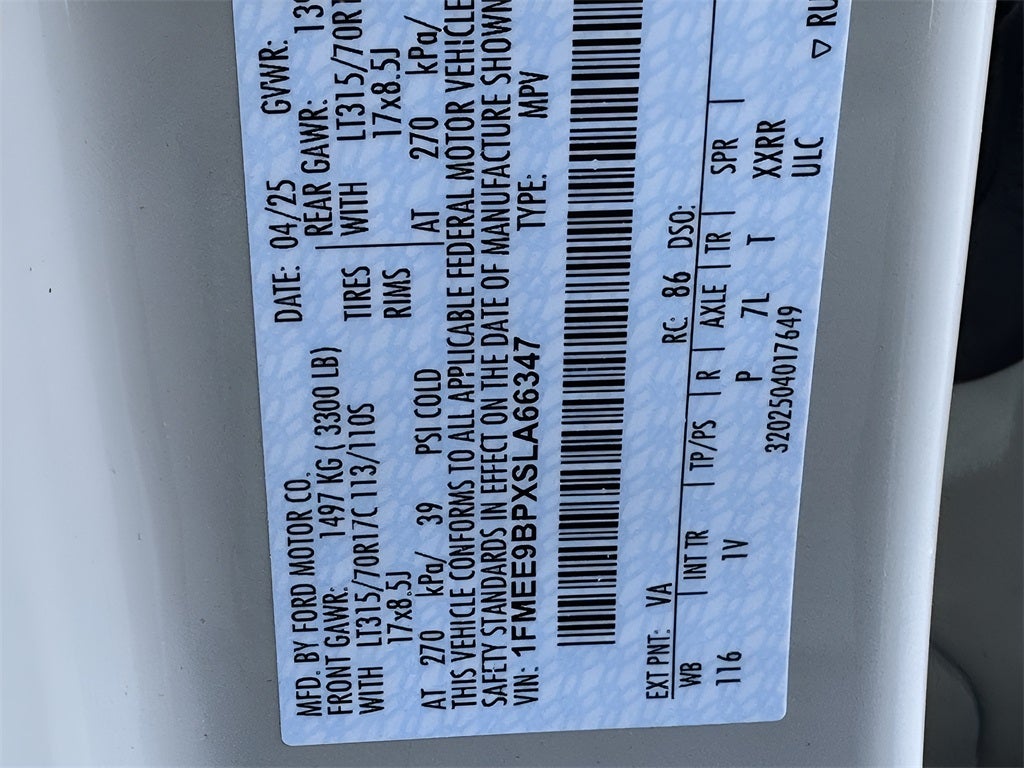 MFD. BY FORD MOTOR CO. DATE: 04/25 GVWR:
FRONT GAWR: 1497 KG ( 3300 LB) REAR GAWR: 139
WITH LT315/70R17C 113/110S TIRES WITH LT315/70R1
17x8.5J RIMS 17x8.5J
AT 270 kPa/ 39 PSI COLD AT 270 kPa/
THIS VEHICLE CONFORMS TO ALL APPLICABLE FEDERAL MOTOR VEHICLE
SAFETY STANDARDS IN EFFECT ON THE DATE OF MANUFACTURE SHOWN
VIN: 1FMEE9BPXSLA66347 TYPE: MPV
EXT PNT: VA RC: 86 DSO:
WB | INT TR | TP/PS | R | AXLE | TR | SPR |
116 1V P 7L T XXRR
3202504017649 ULC
▽ RU